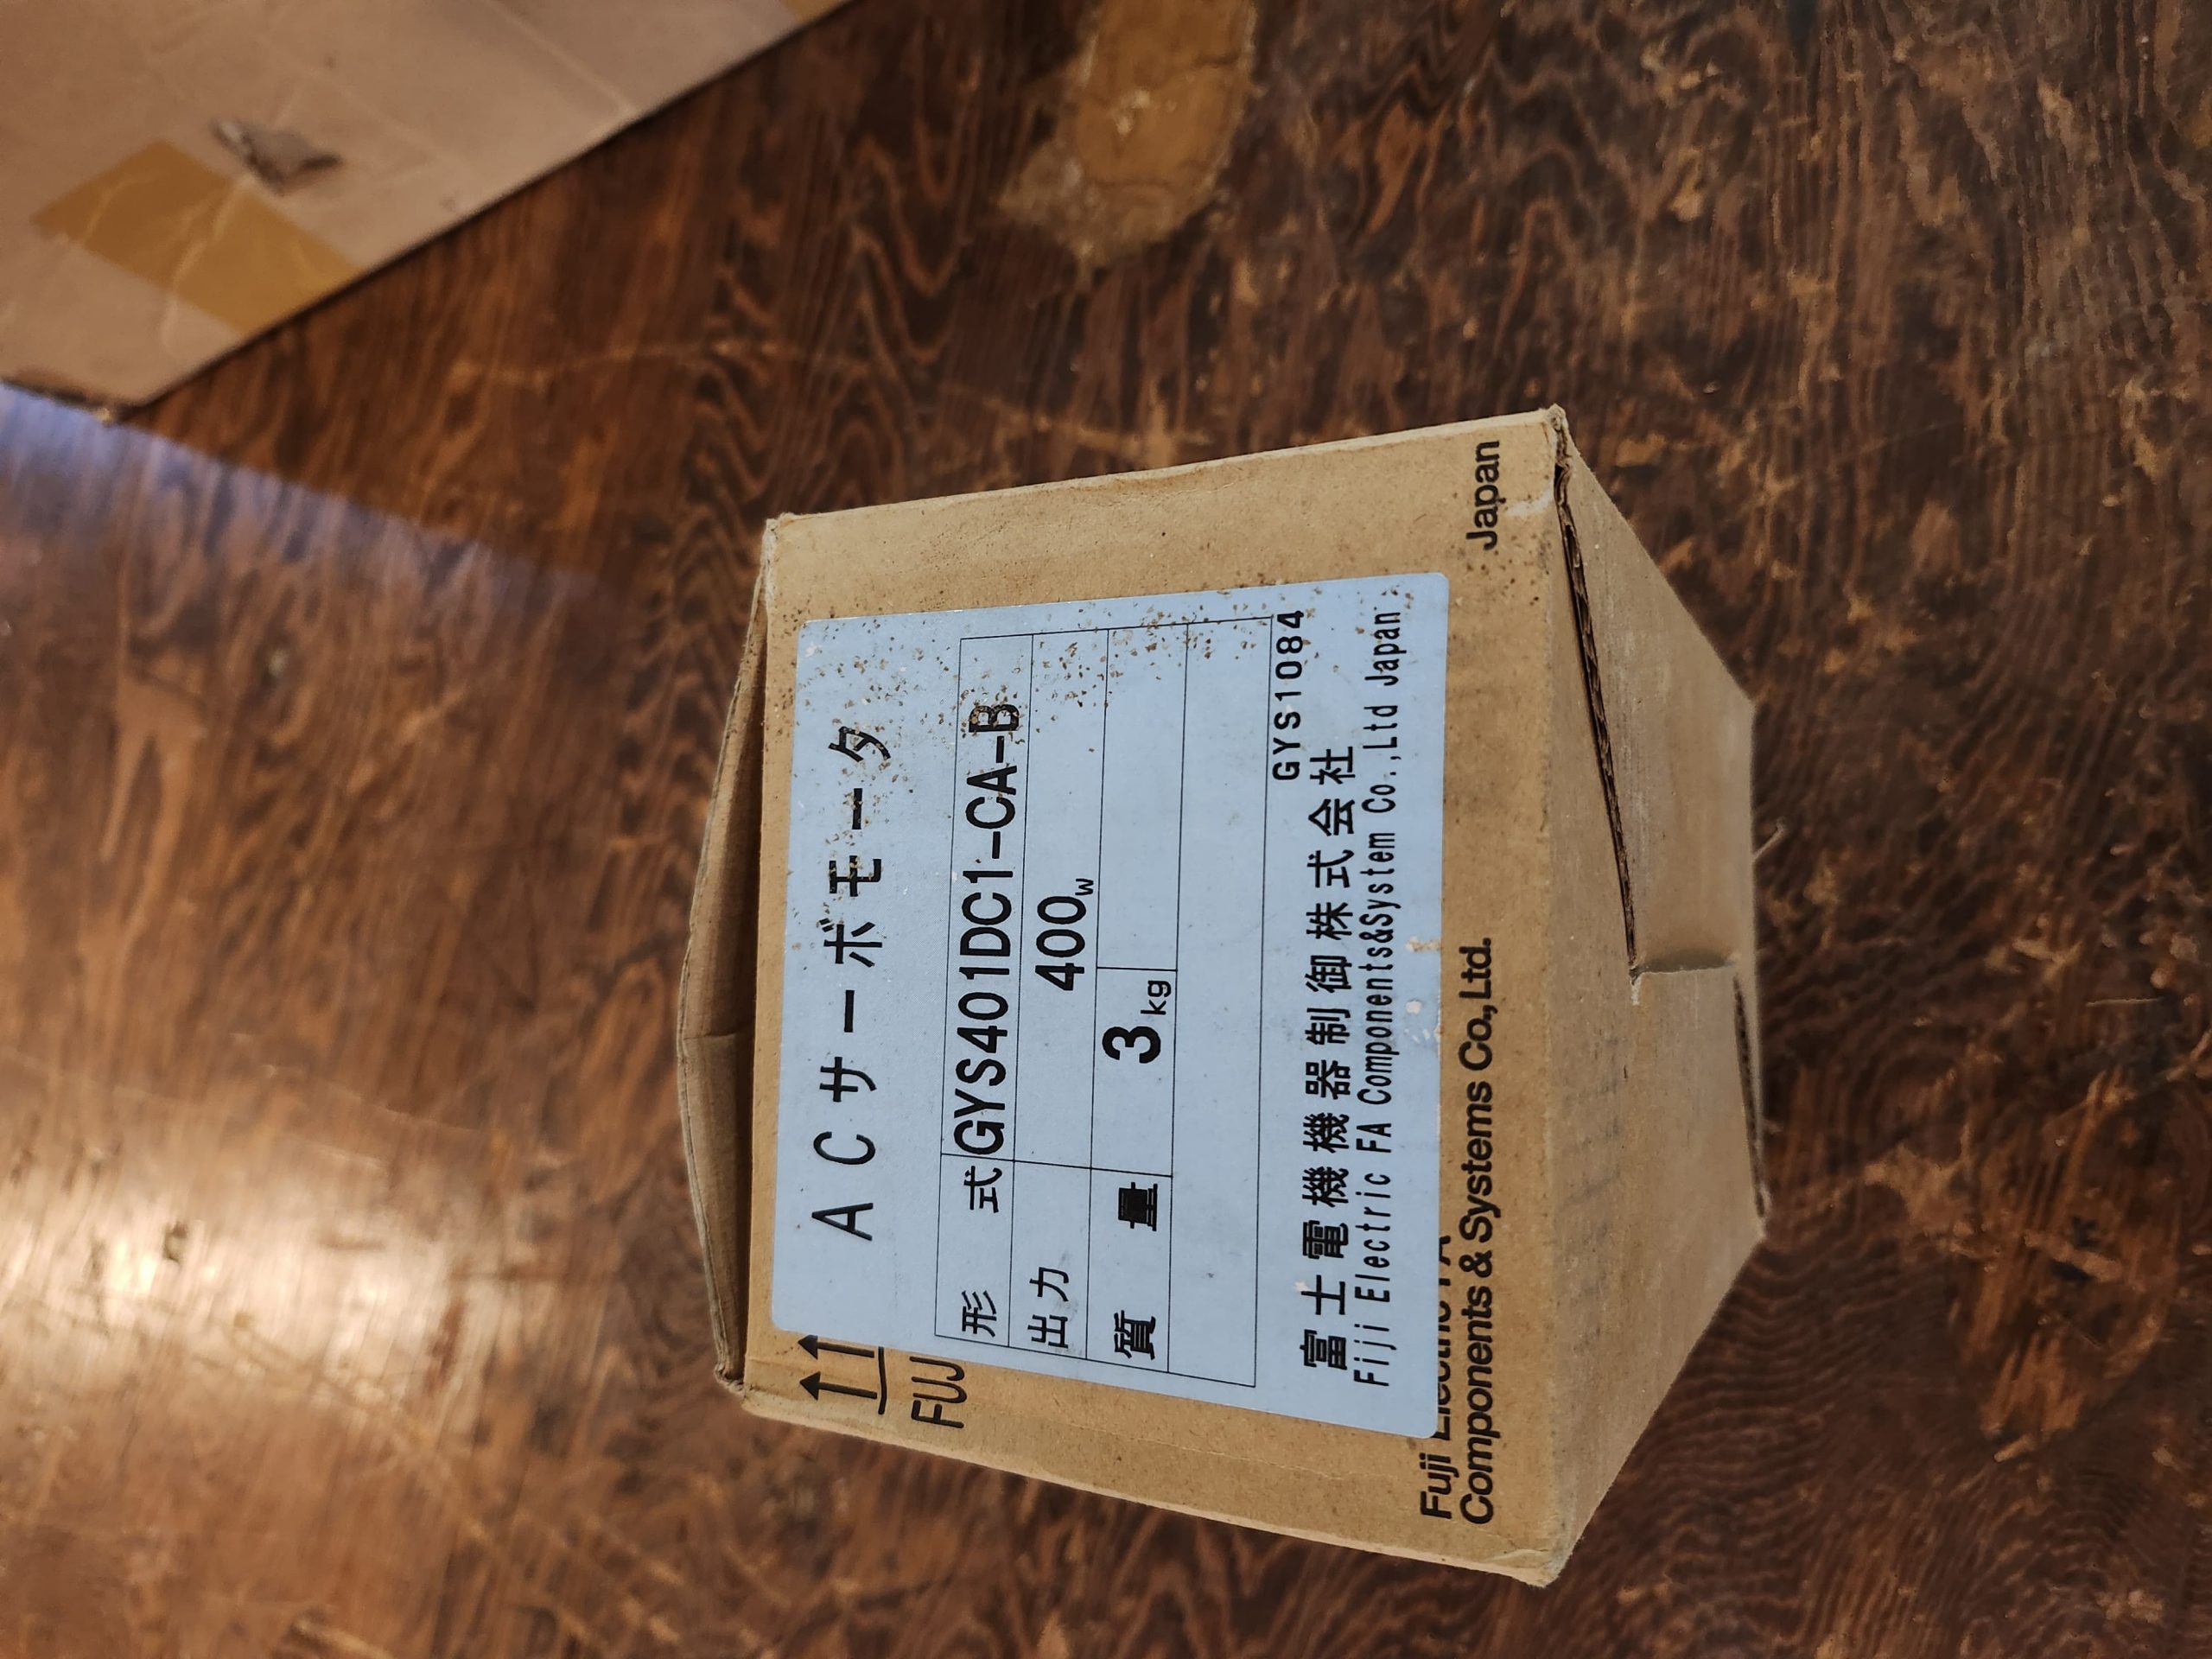 ACサーボモータ
形 式 GYS401DC1-CA-B
出力 400w
質 量 3kg
GYS1084
富士電機機器制御株式会社
Fiji Electric FA Components&System Co.,Ltd Japan
FUJ
Fuji Electric FA
Components & Systems Co.,Ltd. Japan